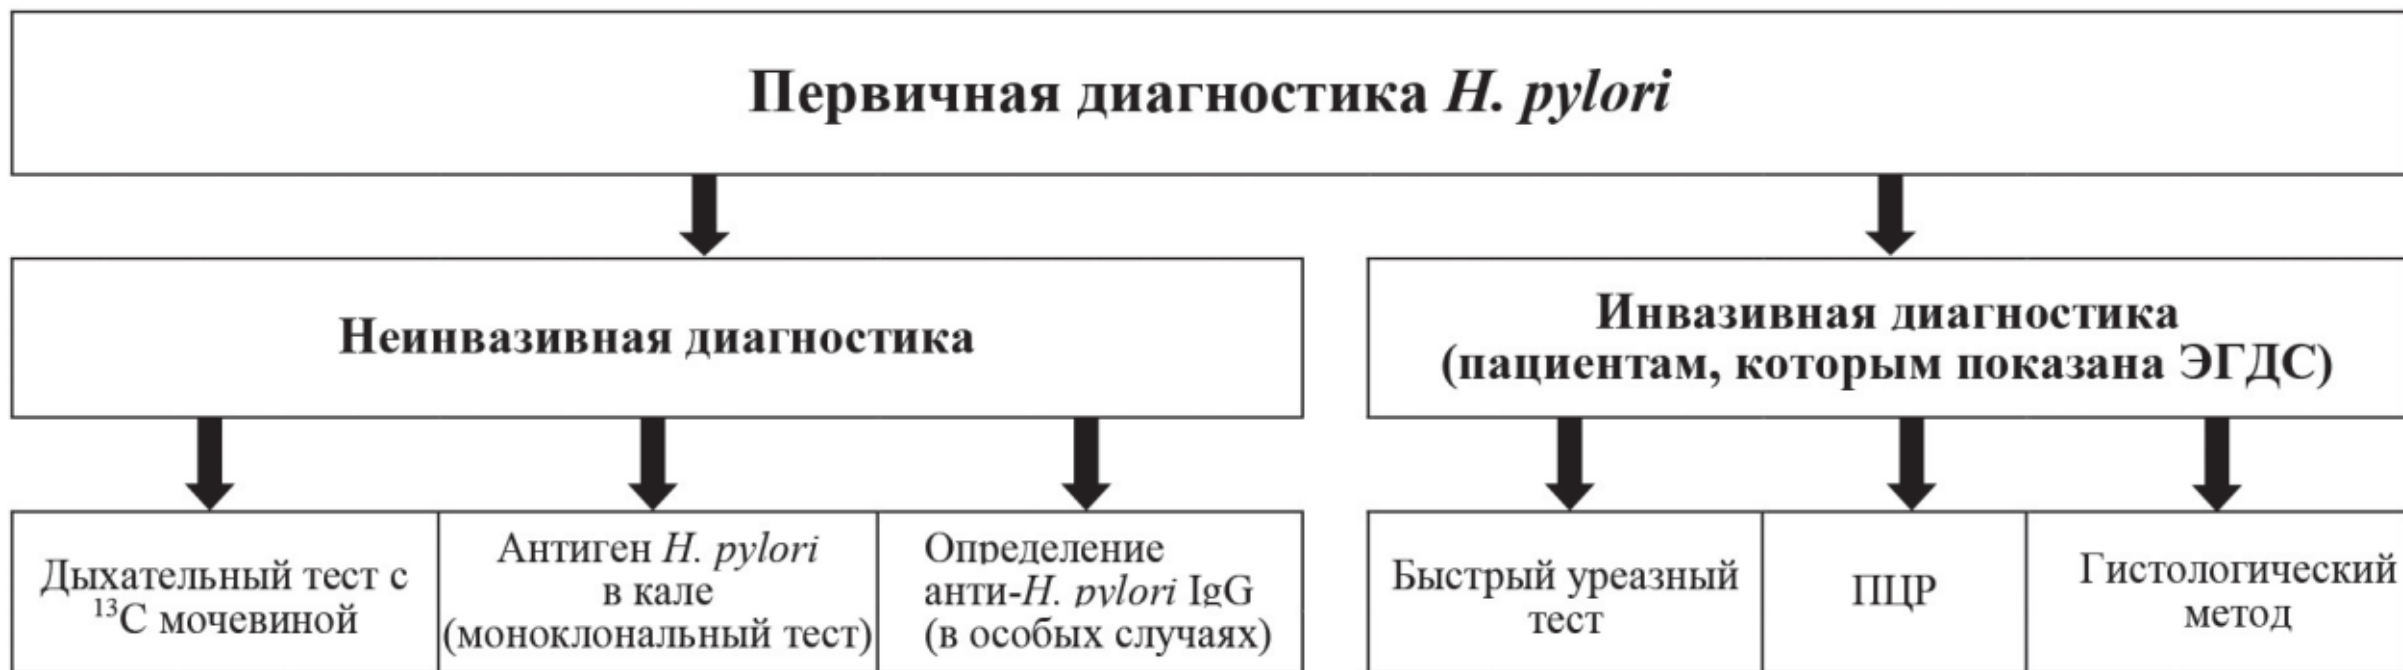 Первичная диагностика H. pylori
Неинвазивная диагностика
Инвазивная диагностика
(пациентам, которым показана ЭГДС)
Дыхательный тест с
¹³С мочевиной
Антиген H. pylori
в кале
(моноклональный тест)
Определение
анти-H. pylori IgG
(в особых случаях)
Быстрый уреазный
тест
ПЦР
Гистологический
метод